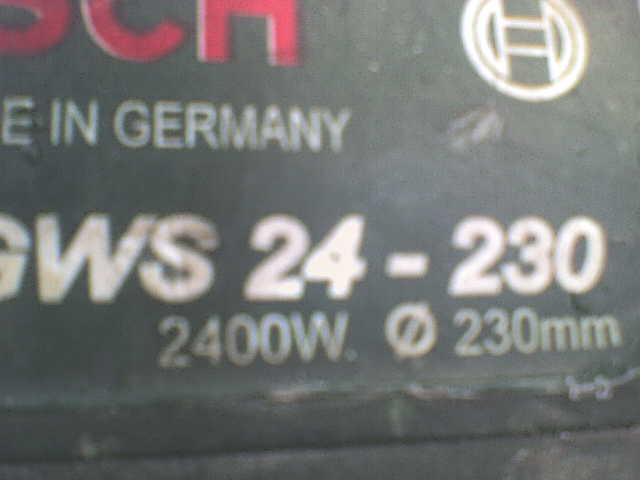 SCH
E IN GERMANY
GWS 24 - 230
2400W. Ø 230mm